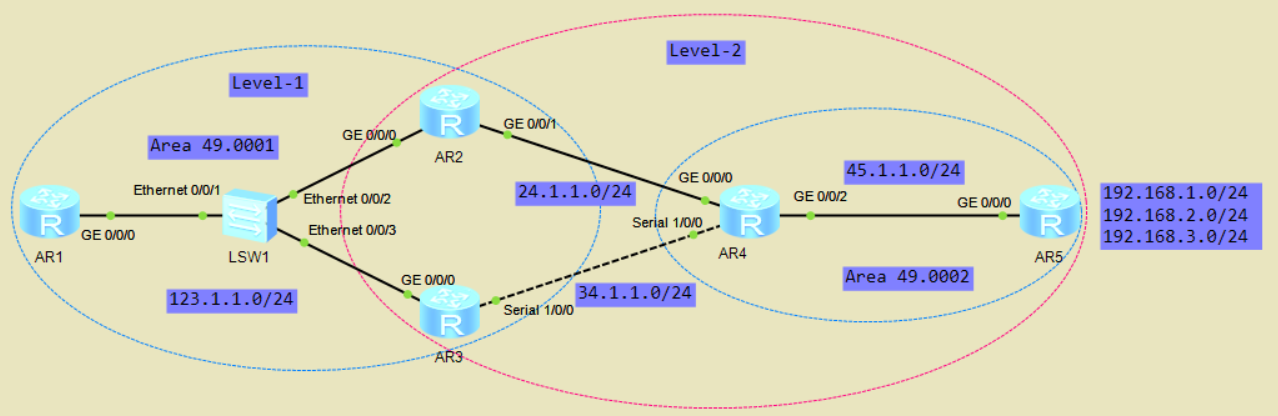 Level-2
Level-1
Area 49.0001
GE 0/0/0
GE 0/0/1
AR2
Ethernet 0/0/1
Ethernet 0/0/2
24.1.1.0/24
GE 0/0/0
45.1.1.0/24
R
R
R
R
R
GE 0/0/0
Ethernet 0/0/3
Serial 1/0/0
GE 0/0/2
GE 0/0/0
192.168.1.0/24
192.168.2.0/24
192.168.3.0/24
AR1
LSW1
AR4
AR5
GE 0/0/0
Area 49.0002
123.1.1.0/24
34.1.1.0/24
Serial 1/0/0
AR3